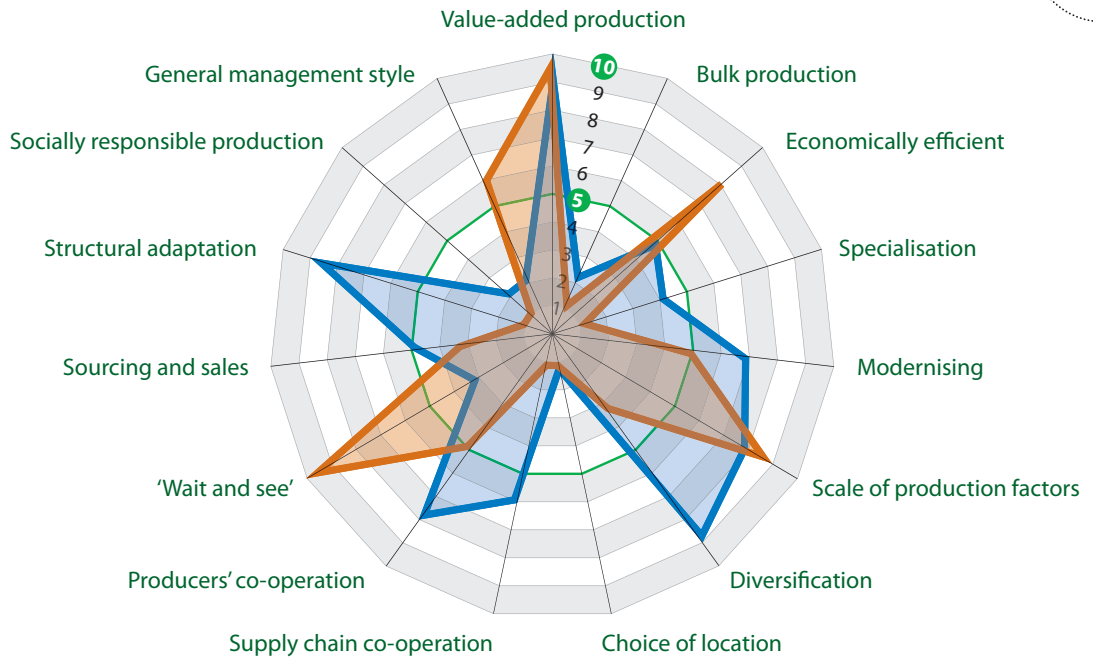 Value-added production
General management style
Bulk production
Socially responsible production
Economically efficient
Structural adaptation
Specialisation
Sourcing and sales
Modernising
‘Wait and see’
Scale of production factors
Producers’ co-operation
Diversification
Supply chain co-operation
Choice of location
10
9
8
7
6
5
4
3
2
1